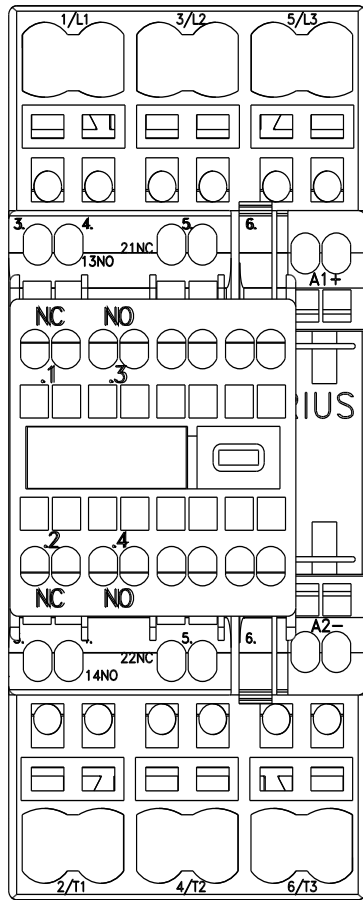 1/L1 3/L2 5/L3
3. 4. 5. 6.
21NC
13NO
A1+
NC NO
.1 .3
RIUS
.2 .4
NC NO
A2-
5. 6.
22NC
14NO
2/T1 4/T2 6/T3